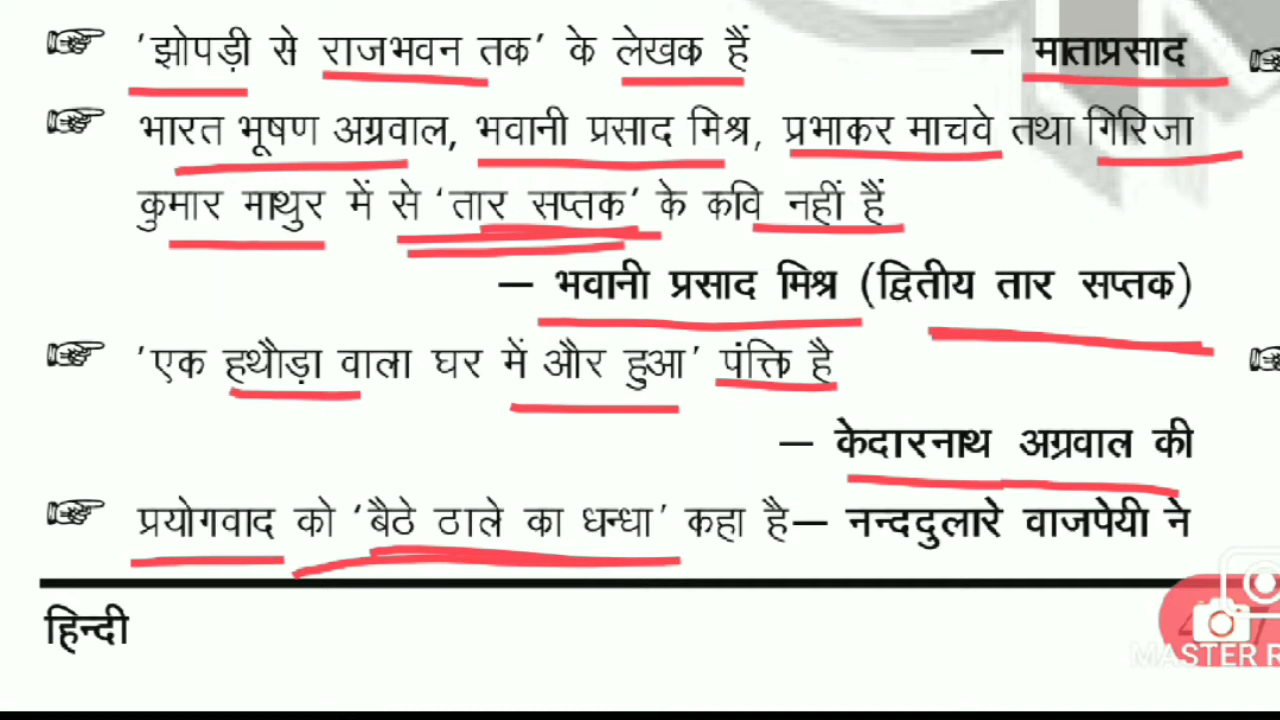 'झोपड़ी से राजभवन तक' के लेखक हैं — माताप्रसाद
भारत भूषण अग्रवाल, भवानी प्रसाद मिश्र, प्रभाकर माचवे तथा गिरिजा
कुमार माथुर में से 'तार सप्तक' के कवि नहीं हैं
— भवानी प्रसाद मिश्र (द्वितीय तार सप्तक)
'एक हथौड़ा वाला घर में और हुआ' पंक्ति है
— केदारनाथ अग्रवाल की
प्रयोगवाद को 'बैठे ठाले का धन्धा' कहा है— नन्ददुलारे वाजपेयी ने
हिन्दी
MASTER